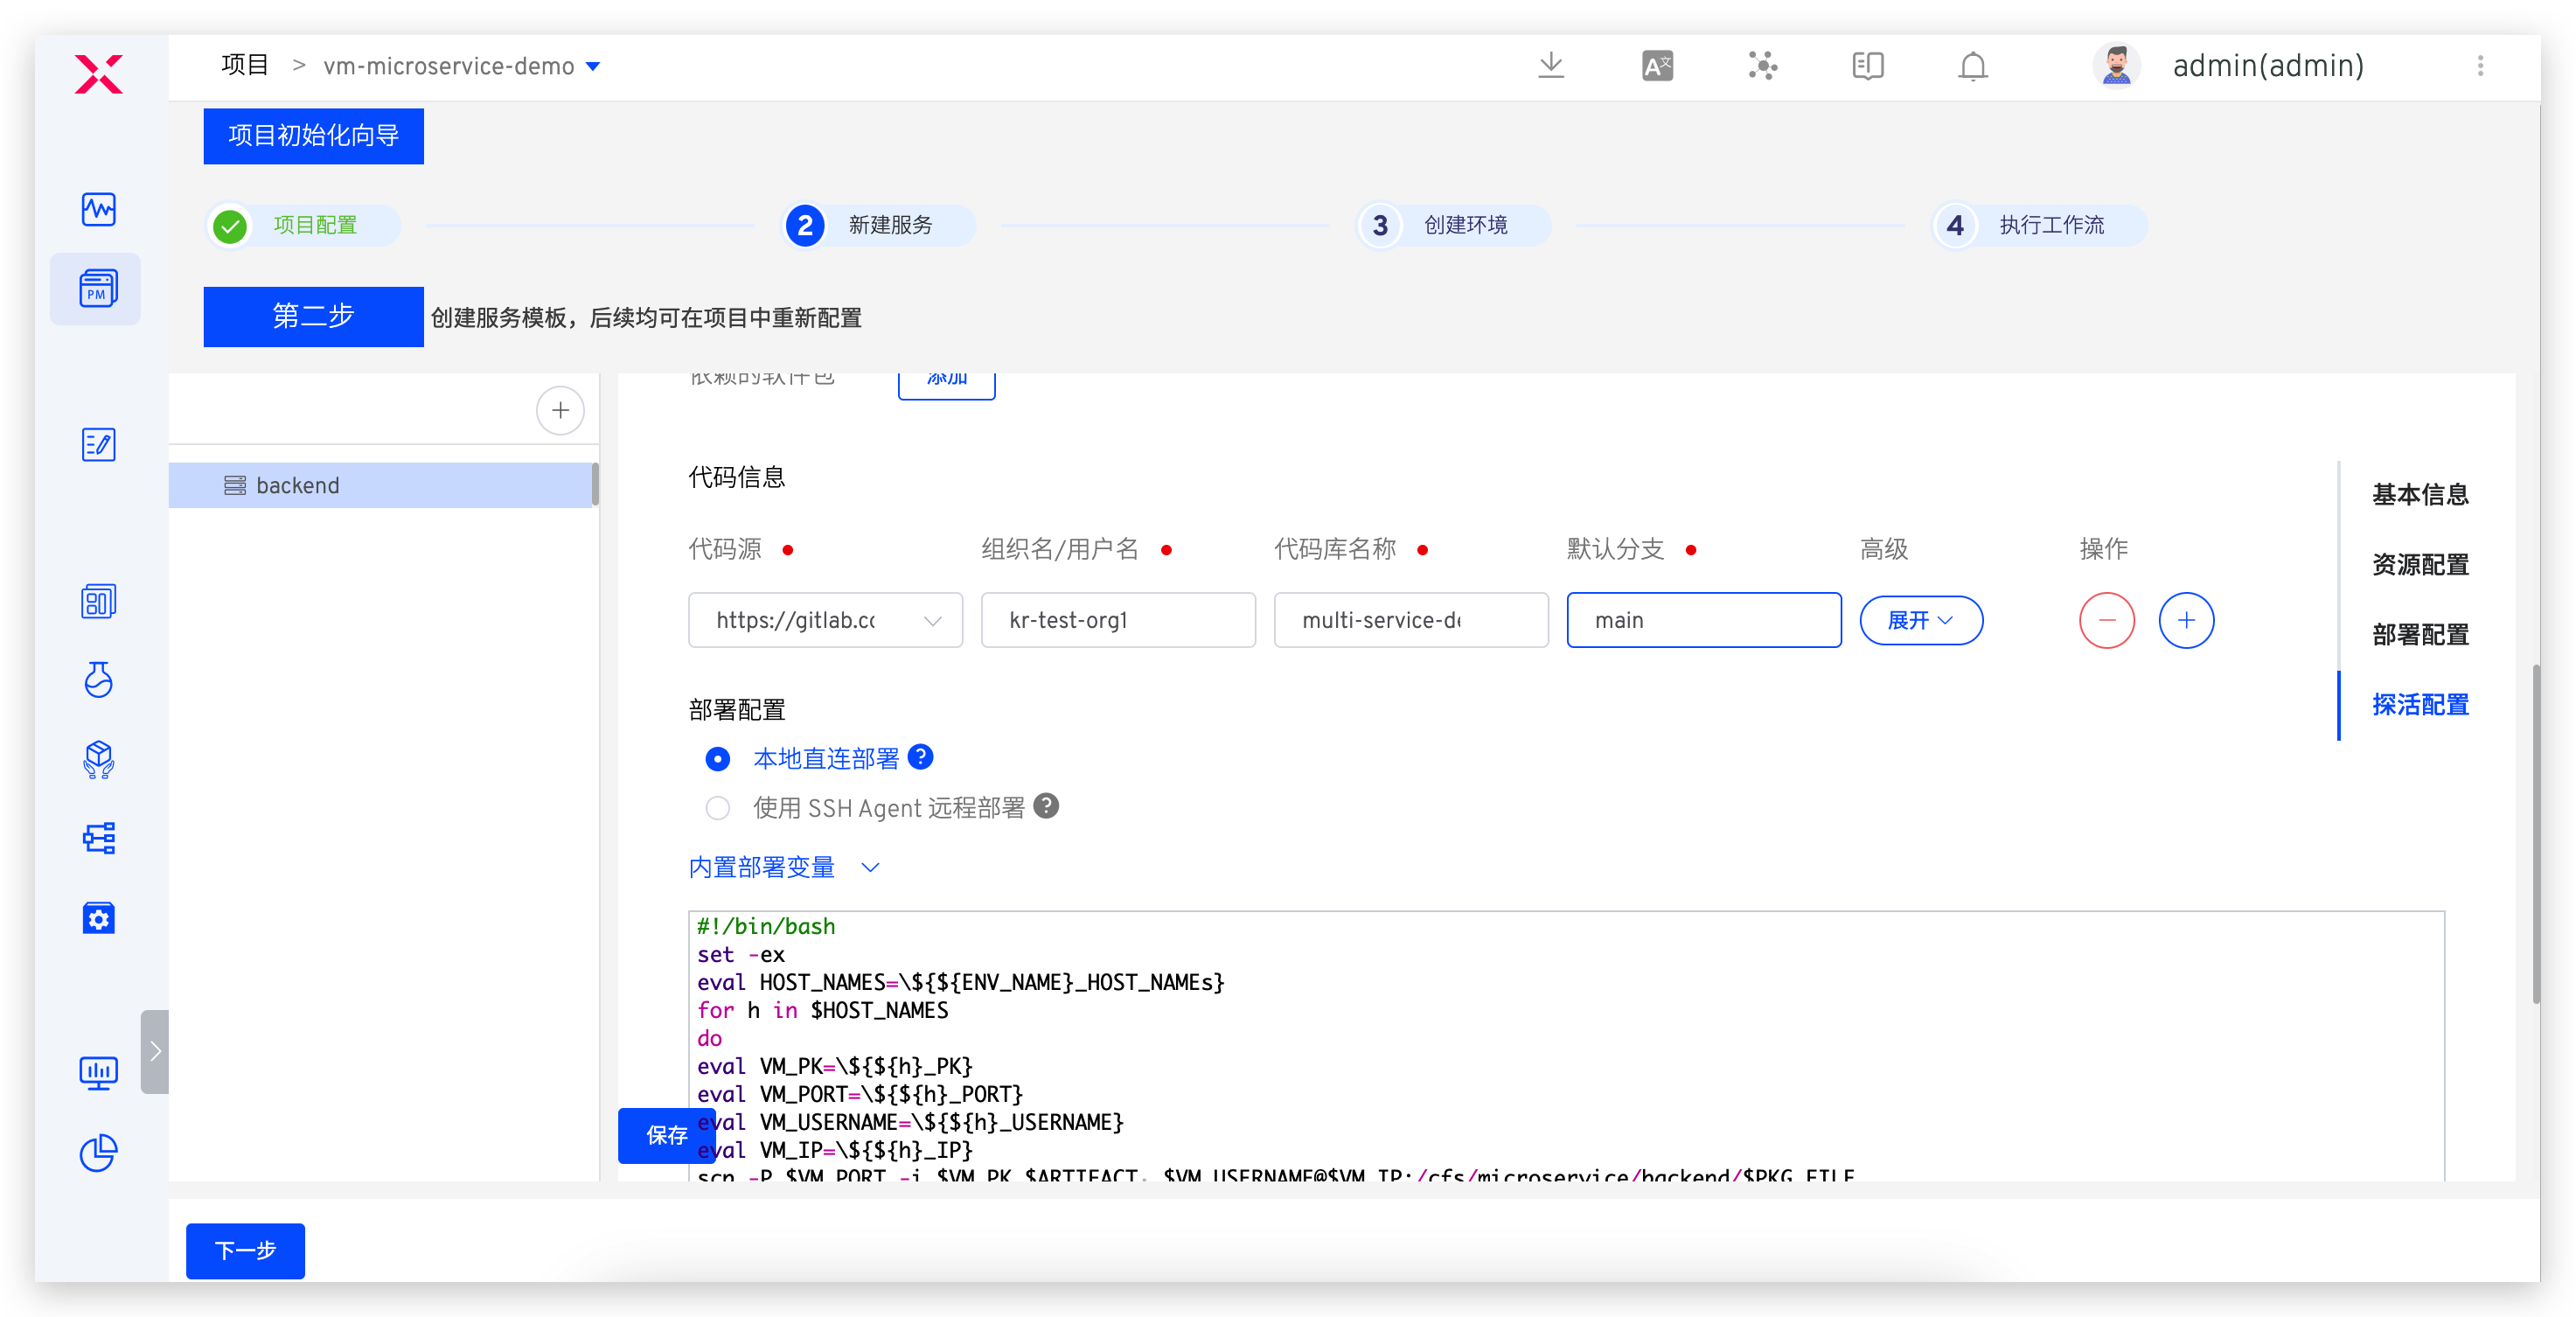 项目 > vm-microservice-demo
A文
admin(admin)
项目初始化向导
项目配置
2 新建服务
3 创建环境
4 执行工作流
第二步 创建服务模板，后续均可在项目中重新配置
PM
依赖的软件包 添加
backend
代码信息
代码源 组织名/用户名 代码库名称 默认分支 高级 操作
https://gitlab.cc kr-test-org1 multi-service-de main 展开
基本信息
资源配置
部署配置
探活配置
部署配置
本地直连部署 ?
使用 SSH Agent 远程部署 ?
内置部署变量
#!/bin/bash
set -ex
eval HOST_NAMES=\${${ENV_NAME}_HOST_NAMEs}
for h in $HOST_NAMES
do
eval VM_PK=\${${h}_PK}
eval VM_PORT=\${${h}_PORT}
eval VM_USERNAME=\${${h}_USERNAME}
eval VM_IP=\${${h}_IP}
scp -P $VM_PORT -i $VM_PK $ARTIFACT $VM_USERNAME@$VM_IP:/cfs/microservice/backend/$PKG_FILE
保存
下一步